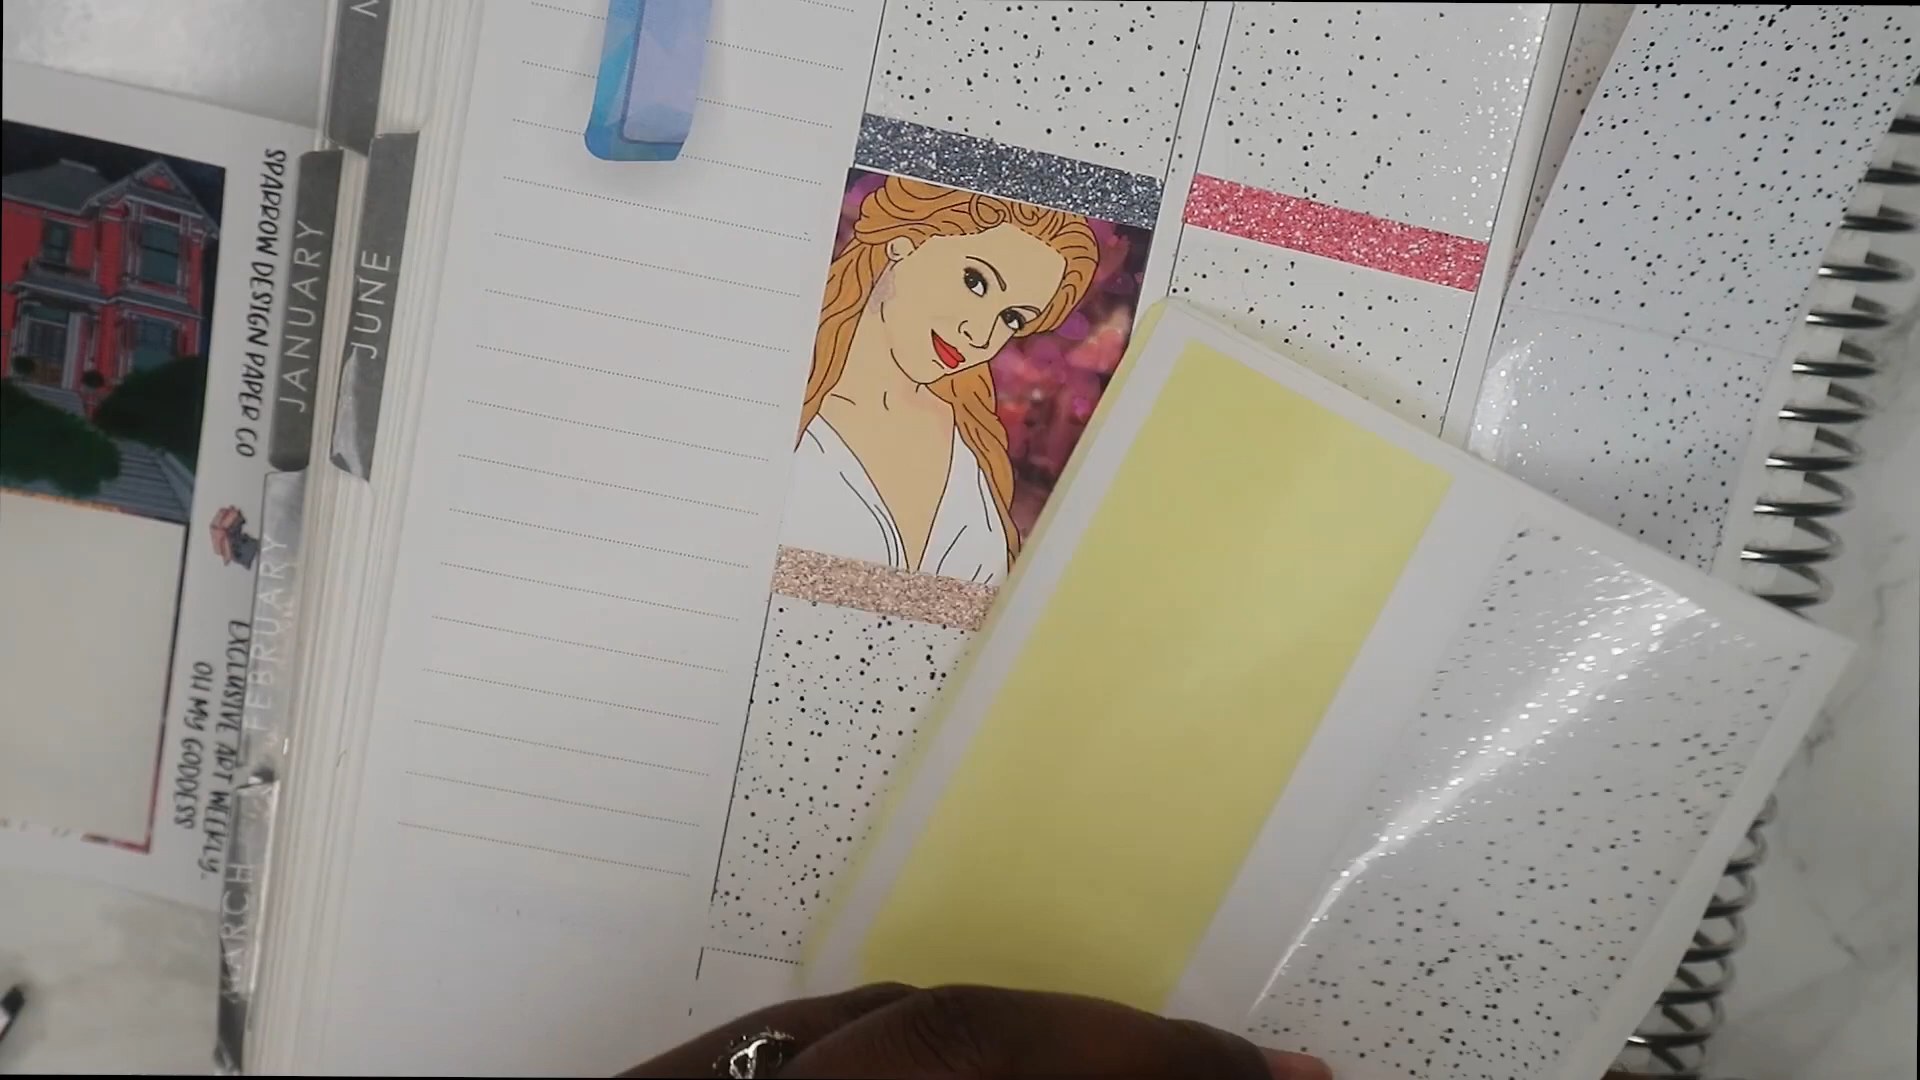 SPARROW DESIGN PAPER CO
EXCLUSIVE ART WEEKLY
OH MY GODDESS
JANUARY
JUNE
FEBRUARY
MARCH